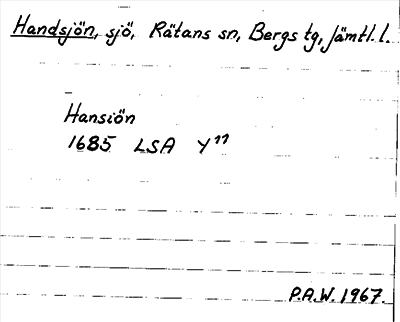 Handsjön, sjö, Rätans sn, Bergs tg, Jämtl. l.
Hansiön
1685 LSA Y¹¹
P.A.W. 1967.